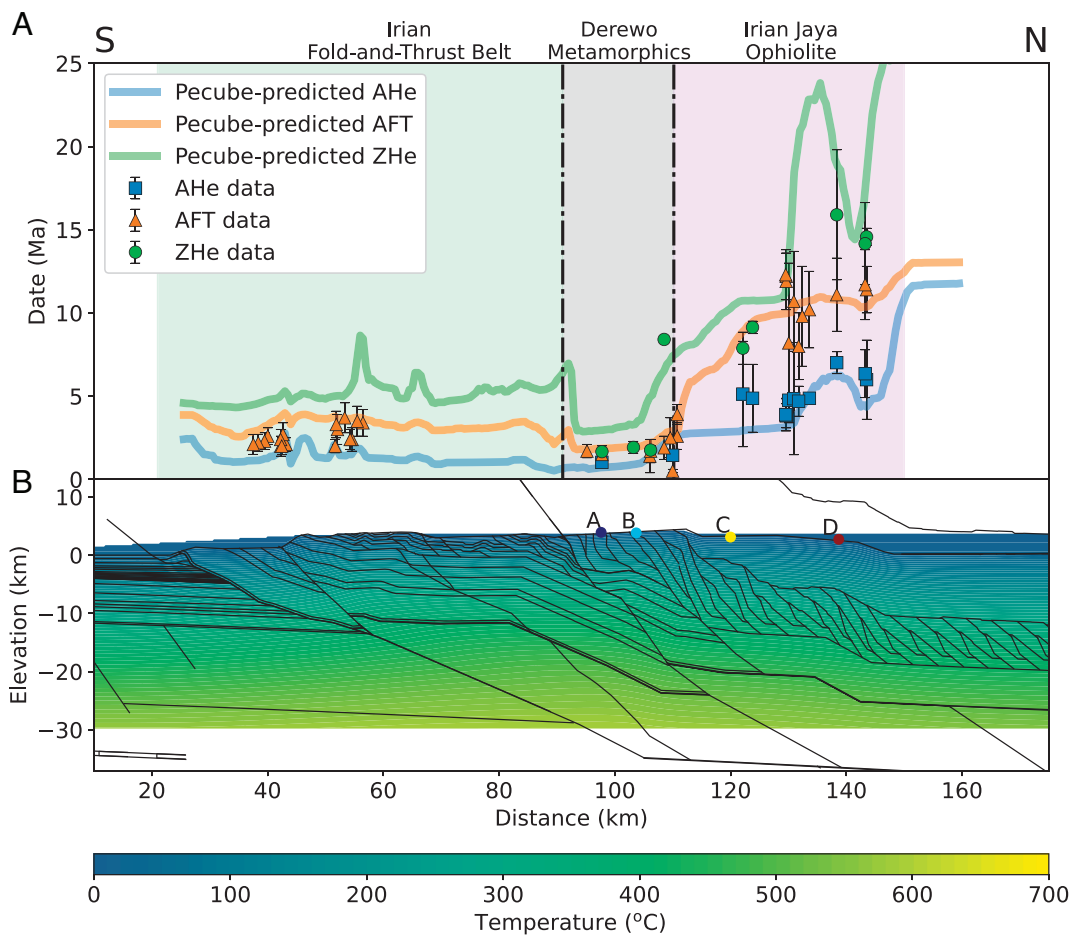 A
S
Irian
Fold-and-Thrust Belt
Derewo
Metamorphics
Irian Jaya
Ophiolite
N
25
20
15
10
5
0
Date (Ma)
Pecube-predicted AHe
Pecube-predicted AFT
Pecube-predicted ZHe
AHe data
AFT data
ZHe data
B
10
0
−10
−20
−30
Elevation (km)
A
B
C
D
20 40 60 80 100 120 140 160
Distance (km)
0 100 200 300 400 500 600 700
Temperature (°C)